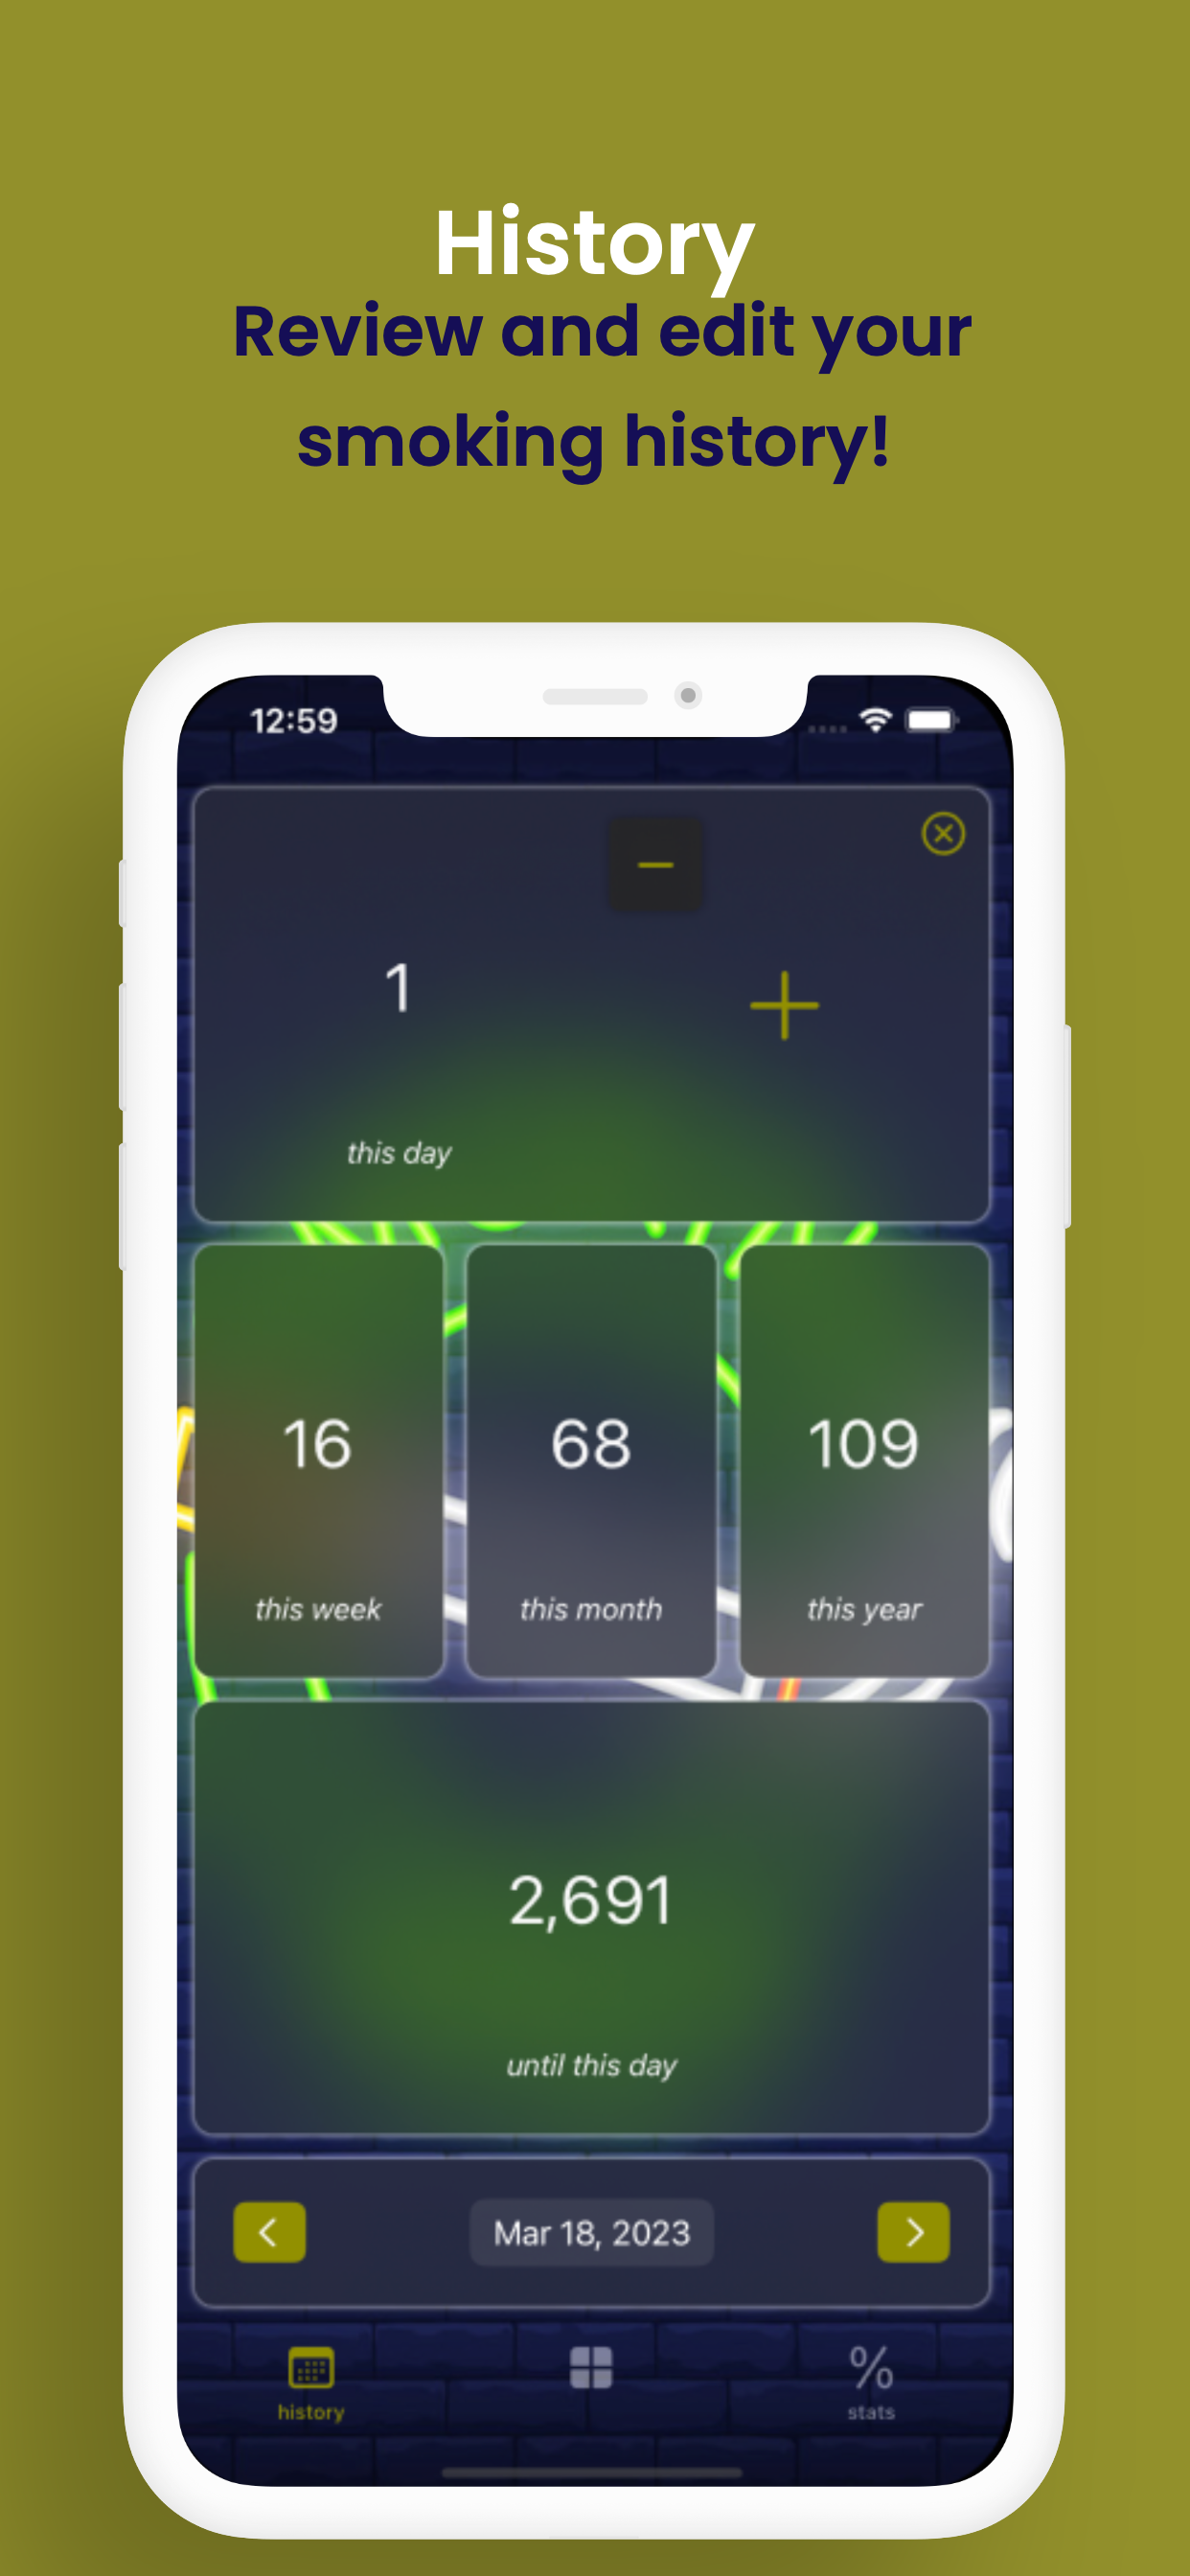 History
Review and edit your
smoking history!
12:59
1
this day
16
68
109
this week
this month
this year
2,691
until this day
Mar 18, 2023
history
%
stats